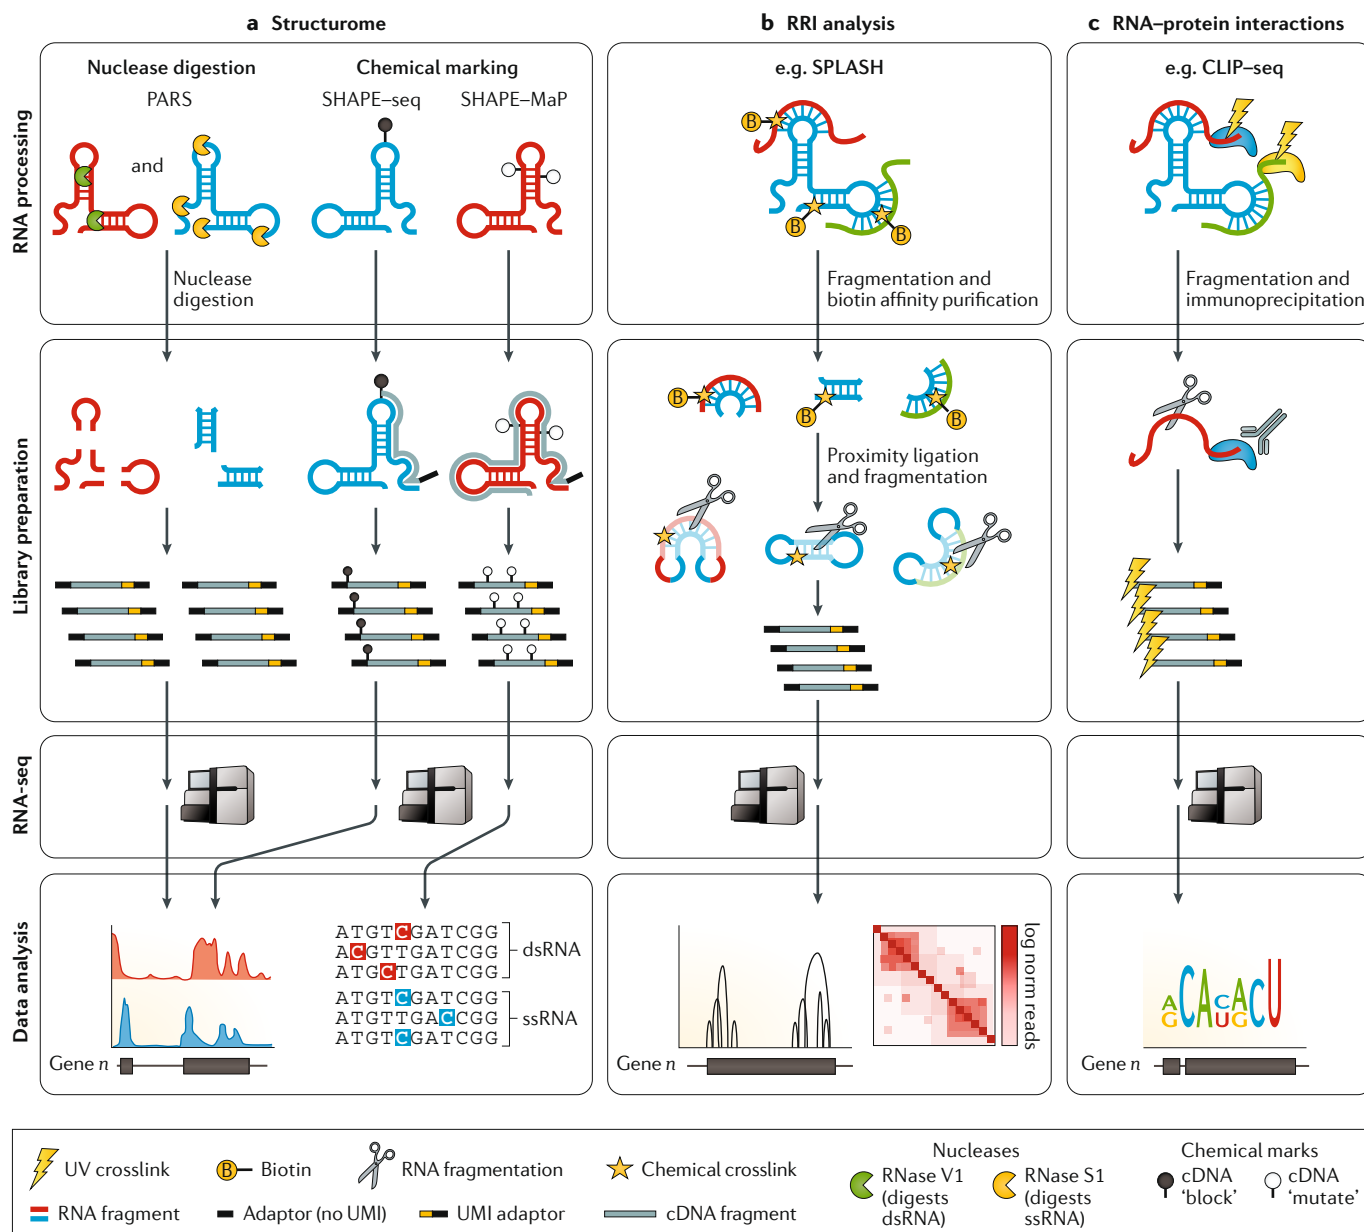 a Structurome
b RRI analysis
c RNA–protein interactions
RNA processing
Nuclease digestion
PARS
and
Chemical marking
SHAPE–seq
SHAPE–MaP
Nuclease
digestion
e.g. SPLASH
B
B
B
Fragmentation and
biotin affinity purification
e.g. CLIP–seq
Fragmentation and
immunoprecipitation
Library preparation
B
B
B
Proximity ligation
and fragmentation
RNA-seq
Data analysis
Gene n
ATGTCGATCGG
ACGTTGATCGG
ATGCTGATCGG
dsRNA
ATGTCGATCGG
ATGTTGACCGG
ATGTCGATCGG
ssRNA
Gene n
log norm reads
A
G
CA
C
U
A
G
CU
Gene n
UV crosslink
B Biotin
RNA fragmentation
Chemical crosslink
RNA fragment
Adaptor (no UMI)
UMI adaptor
cDNA fragment
Nucleases
RNase V1
(digests
dsRNA)
RNase S1
(digests
ssRNA)
Chemical marks
cDNA
‘block’
cDNA
‘mutate’